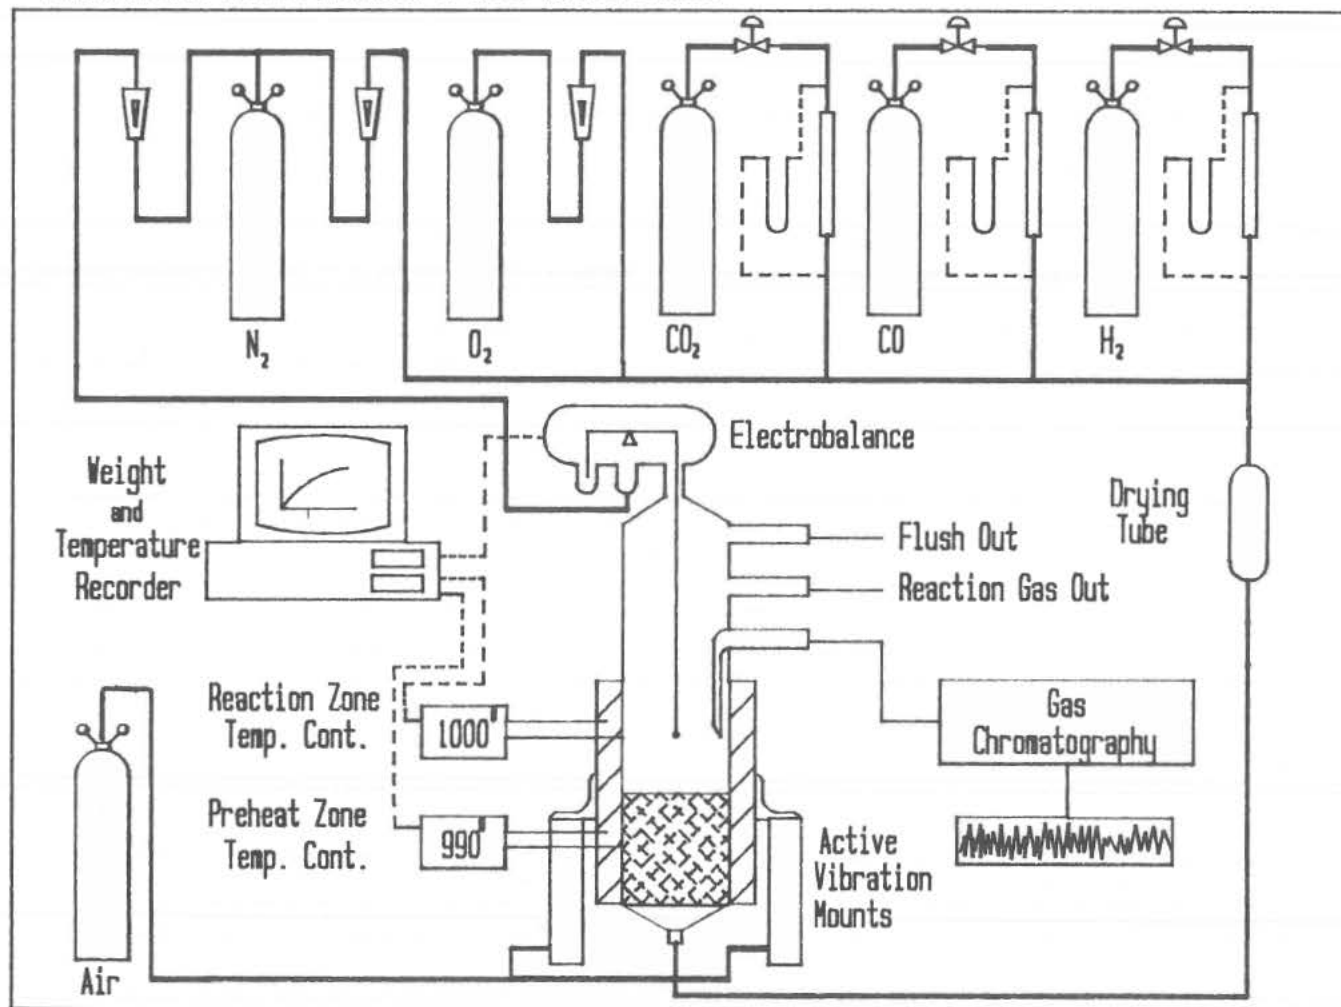 N₂
O₂
CO₂
CO
H₂
Electrobalance
Weight
and
Temperature
Recorder
Drying
Tube
Flush Out
Reaction Gas Out
Reaction Zone
Temp. Cont.
1000°
Gas
Chromatography
Preheat Zone
Temp. Cont.
990°
Active
Vibration
Mounts
Air